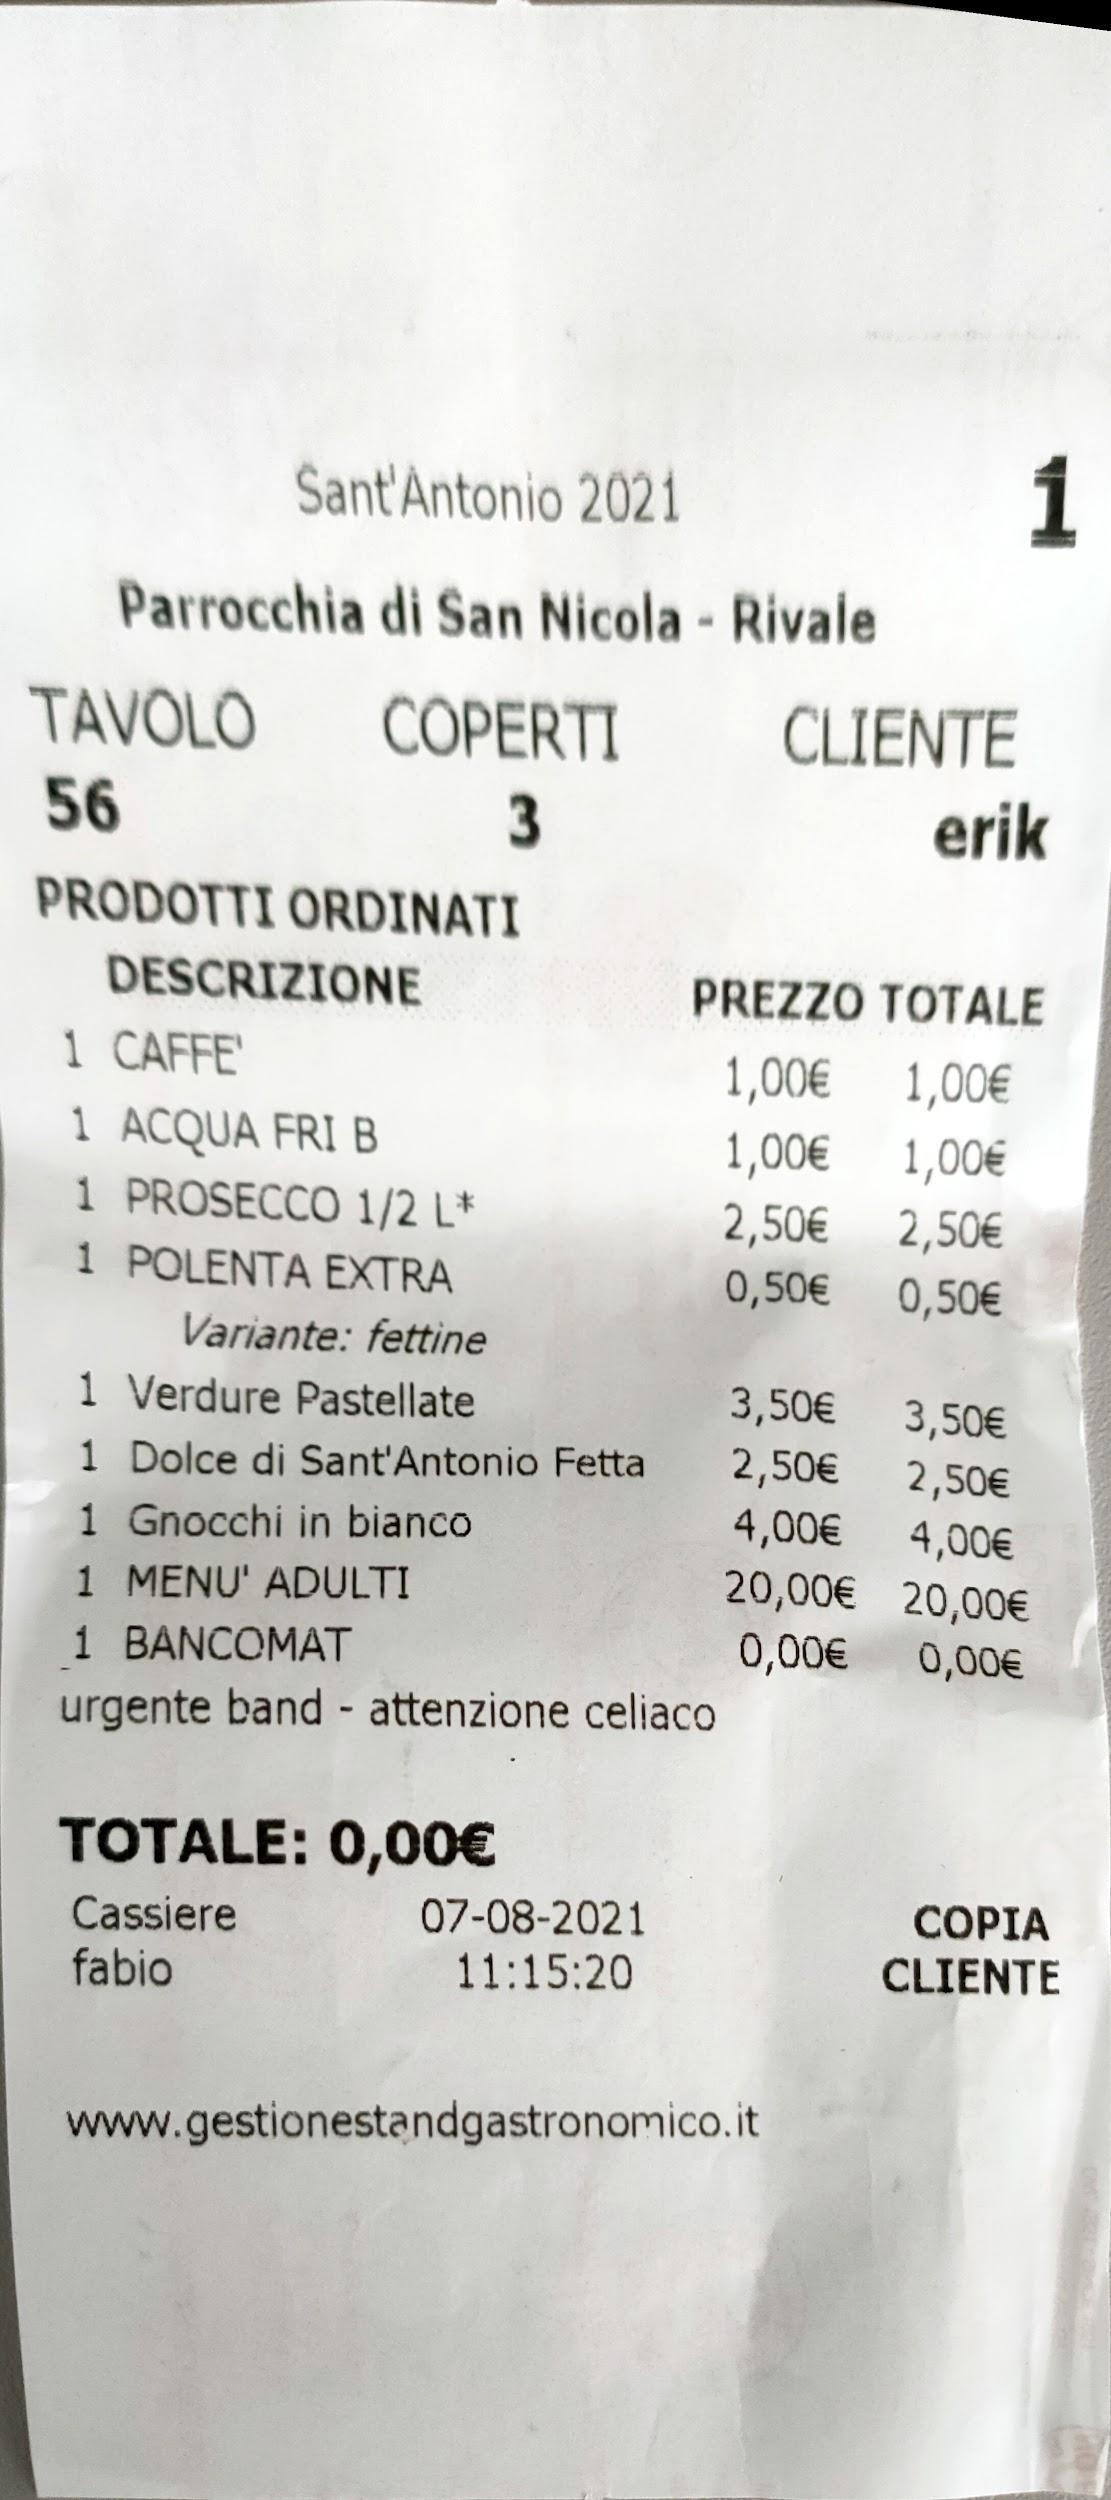 Sant'Antonio 2021 1
Parrocchia di San Nicola - Rivale
TAVOLO COPERTI CLIENTE
56 3 erik
PRODOTTI ORDINATI
DESCRIZIONE PREZZO TOTALE
1 CAFFE' 1,00€ 1,00€
1 ACQUA FRI B 1,00€ 1,00€
1 PROSECCO 1/2 L* 2,50€ 2,50€
1 POLENTA EXTRA 0,50€ 0,50€
Variante: fettine
1 Verdure Pastellate 3,50€ 3,50€
1 Dolce di Sant'Antonio Fetta 2,50€ 2,50€
1 Gnocchi in bianco 4,00€ 4,00€
1 MENU' ADULTI 20,00€ 20,00€
1 BANCOMAT 0,00€ 0,00€
urgente band - attenzione celiaco
TOTALE: 0,00€
Cassiere 07-08-2021 COPIA
fabio 11:15:20 CLIENTE
www.gestionestandgastronomico.it